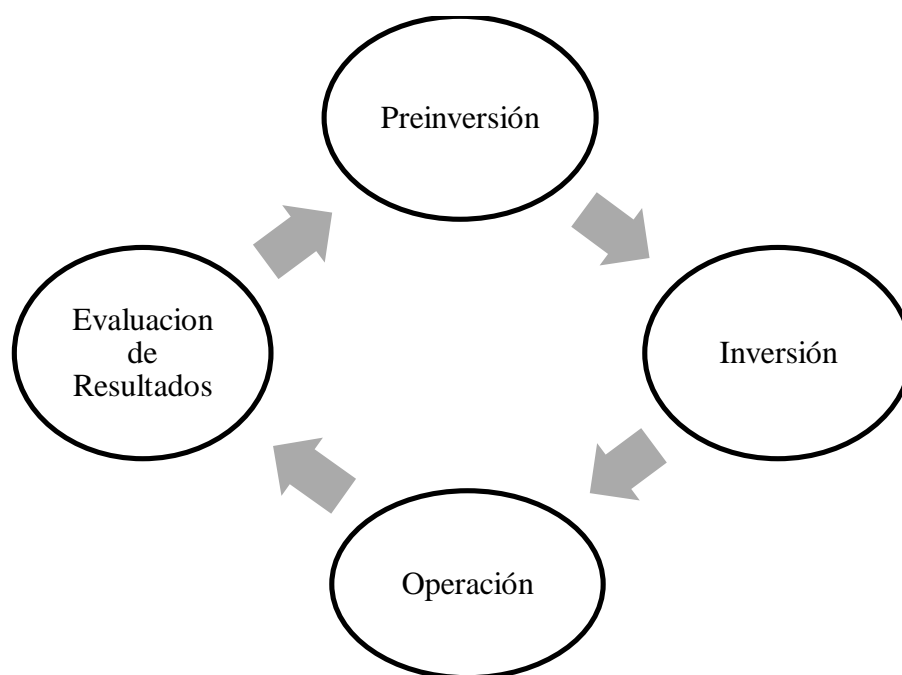 Preinversión
Evaluacion
de
Resultados
Inversión
Operación